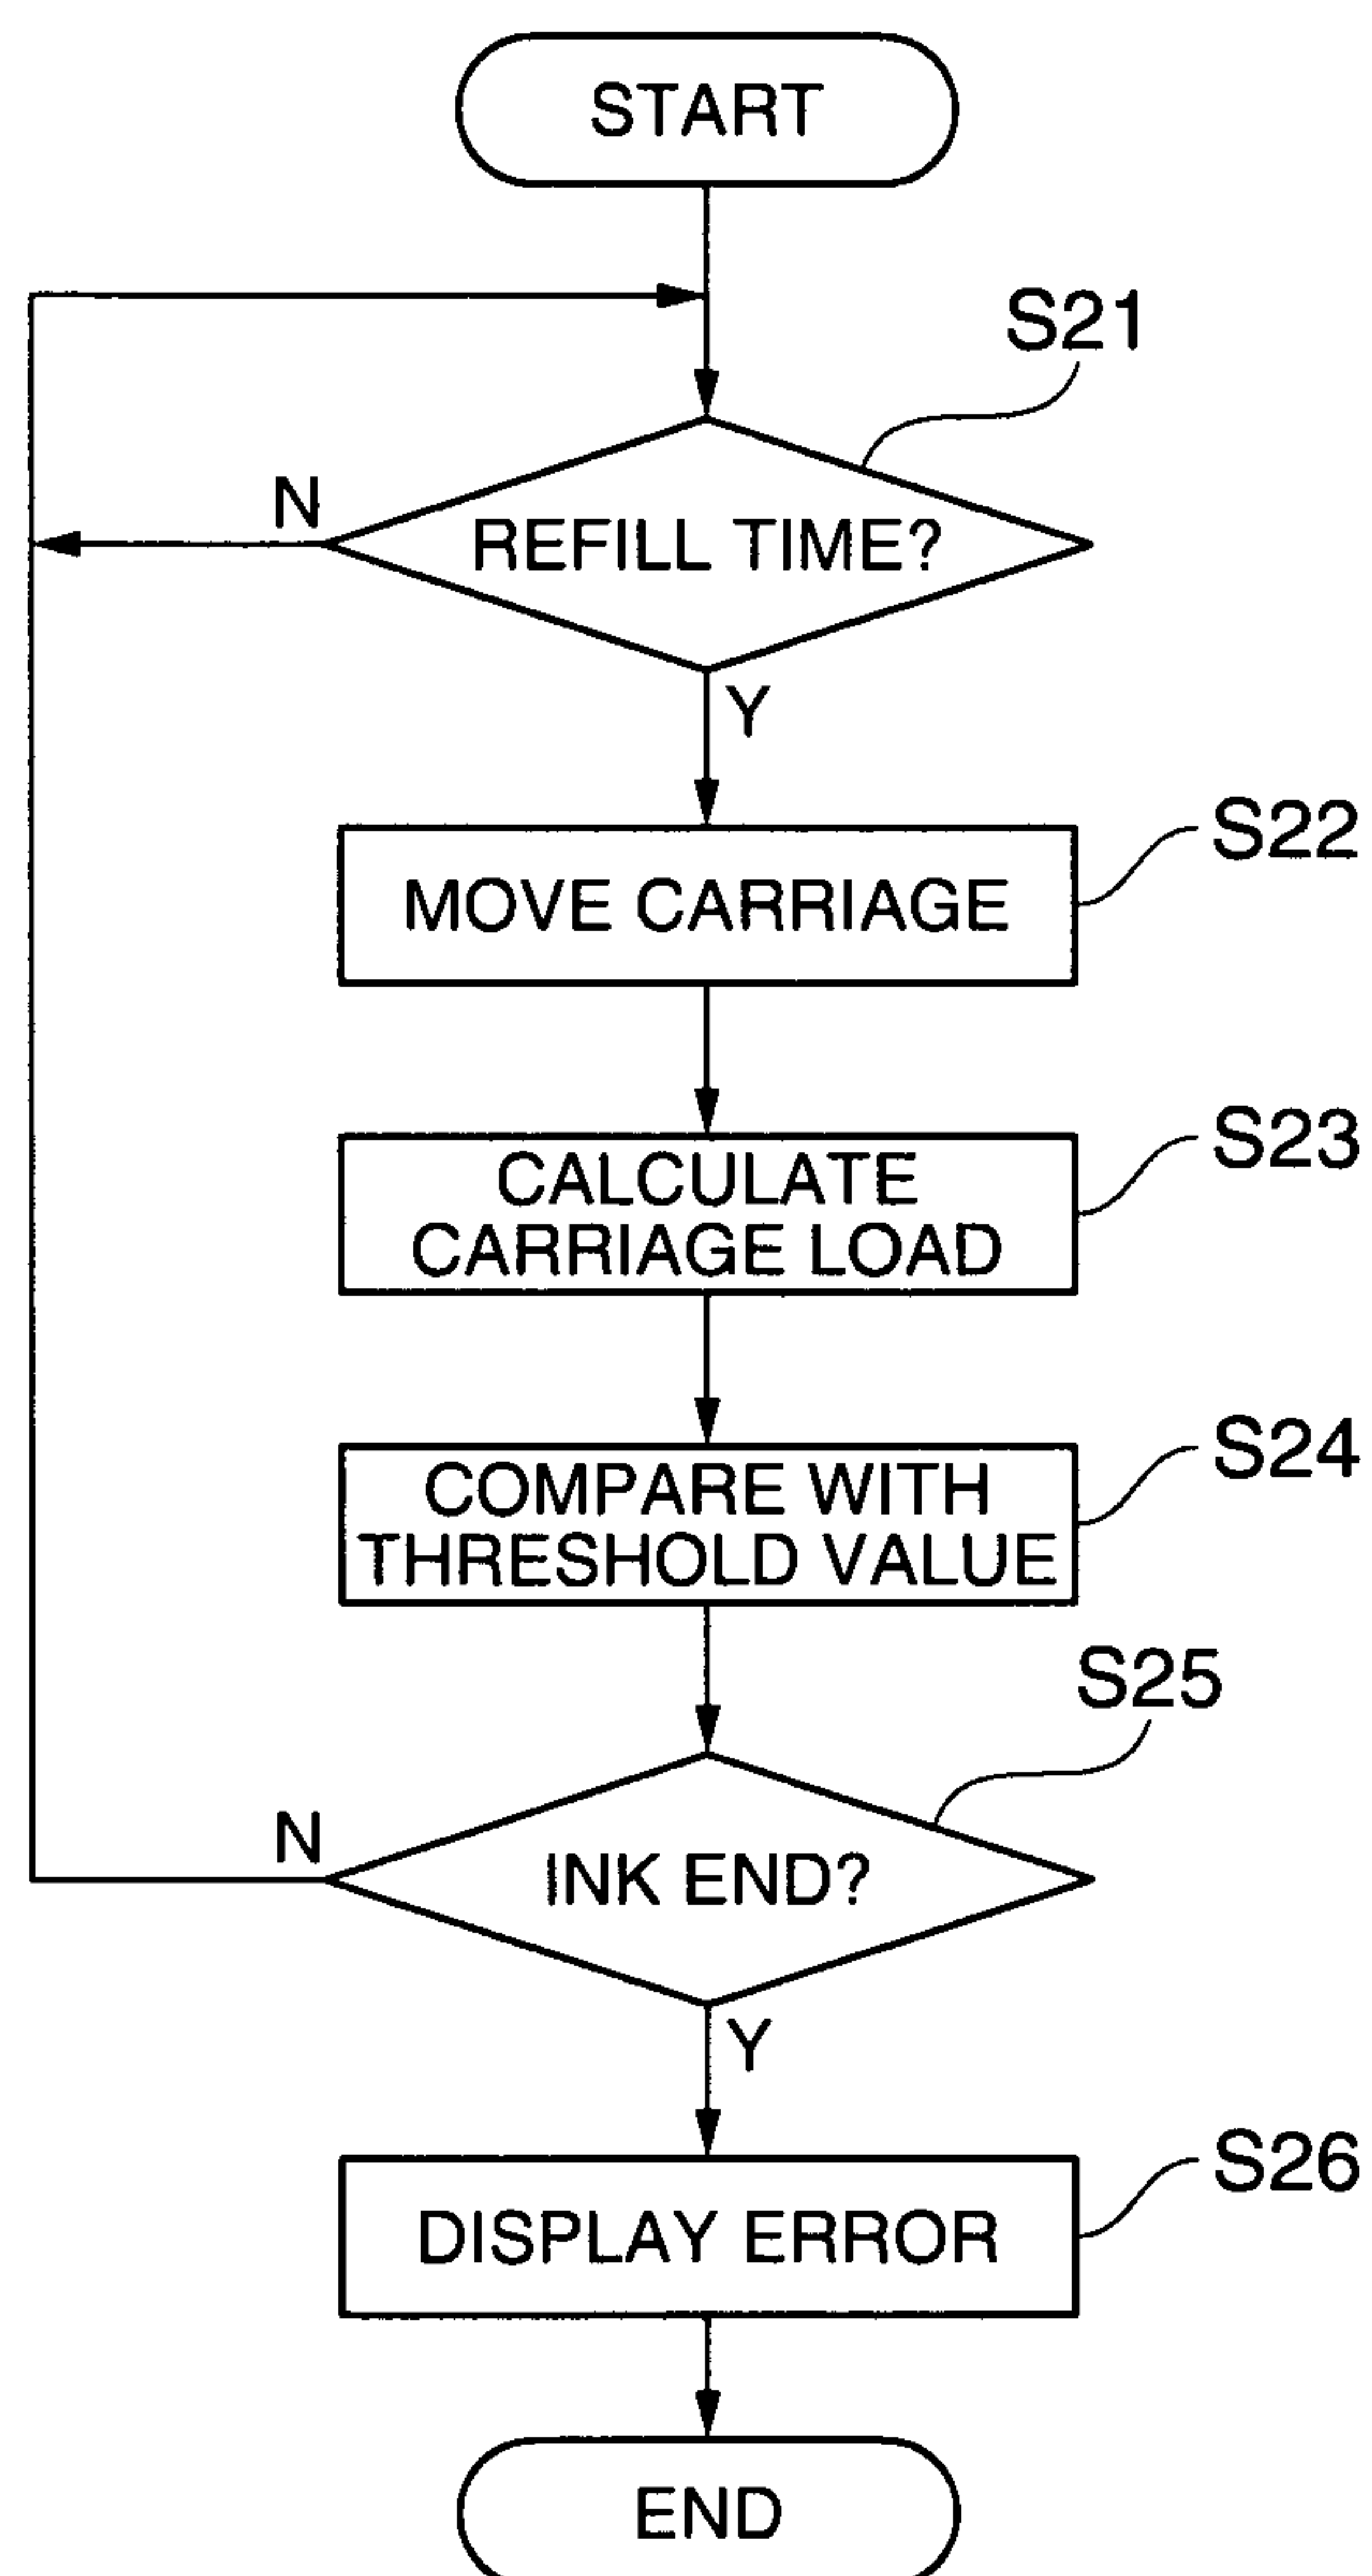 START
S21
N
REFILL TIME?
Y
S22
MOVE CARRIAGE
S23
CALCULATE
CARRIAGE LOAD
S24
COMPARE WITH
THRESHOLD VALUE
S25
N
INK END?
Y
S26
DISPLAY ERROR
END